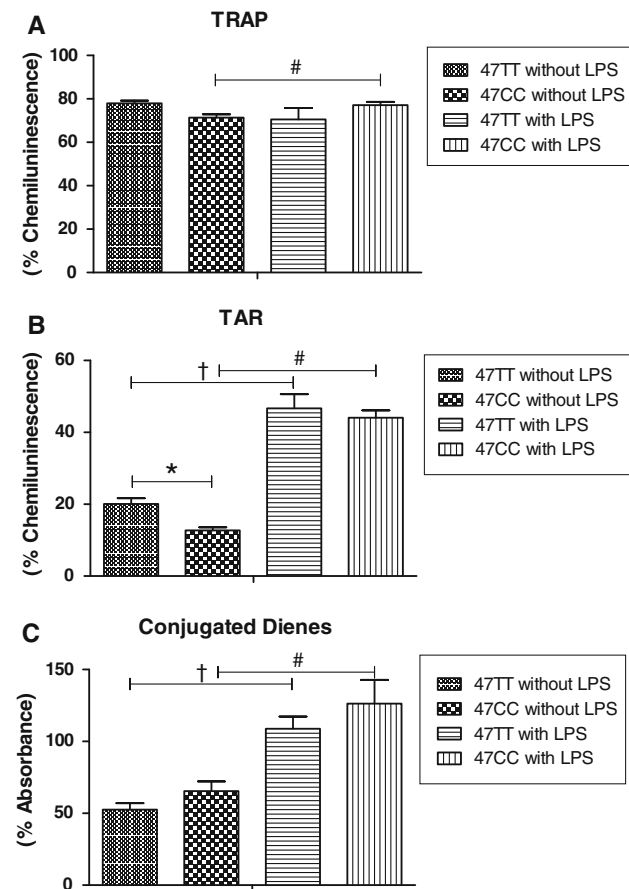 A
TRAP
(% Chemiluninescence)
100
80
60
40
20
0
#
47TT without LPS
47CC without LPS
47TT with LPS
47CC with LPS
B
TAR
(% Chemiluninescence)
60
40
20
0
*
†
#
47TT without LPS
47CC without LPS
47TT with LPS
47CC with LPS
C
Conjugated Dienes
(% Absorbance)
150
100
50
0
†
#
47TT without LPS
47CC without LPS
47TT with LPS
47CC with LPS